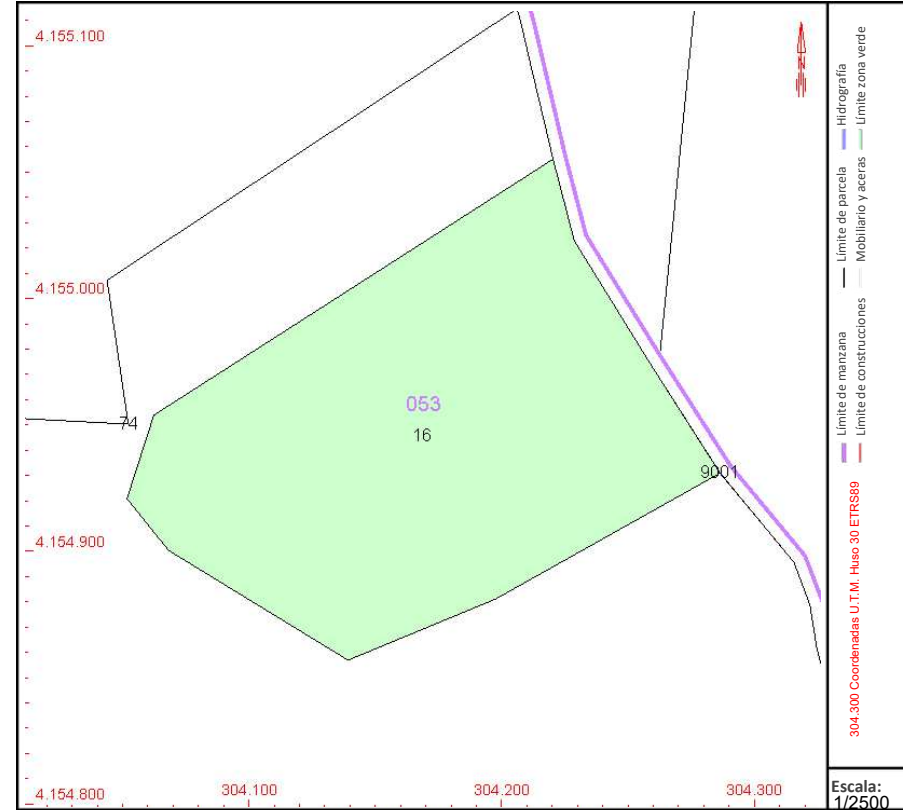 4.155.100
4.155.000
4.154.900
4.154.800
304.100
304.200
304.300
053
16
74
9001
N
Límite de manzana
Límite de parcela
Hidrografía
Límite de construcciones
Mobiliario y aceras
Límite zona verde
304.300 Coordenadas U.T.M. Huso 30 ETRS89
Escala:
1/2500